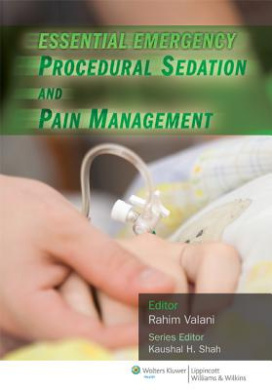 ESSENTIAL EMERGENCY
PROCEDURAL SEDATION
AND
PAIN MANAGEMENT
Editor
Rahim Valani
Series Editor
Kaushal H. Shah
Wolters Kluwer | Lippincott
Williams & Wilkins